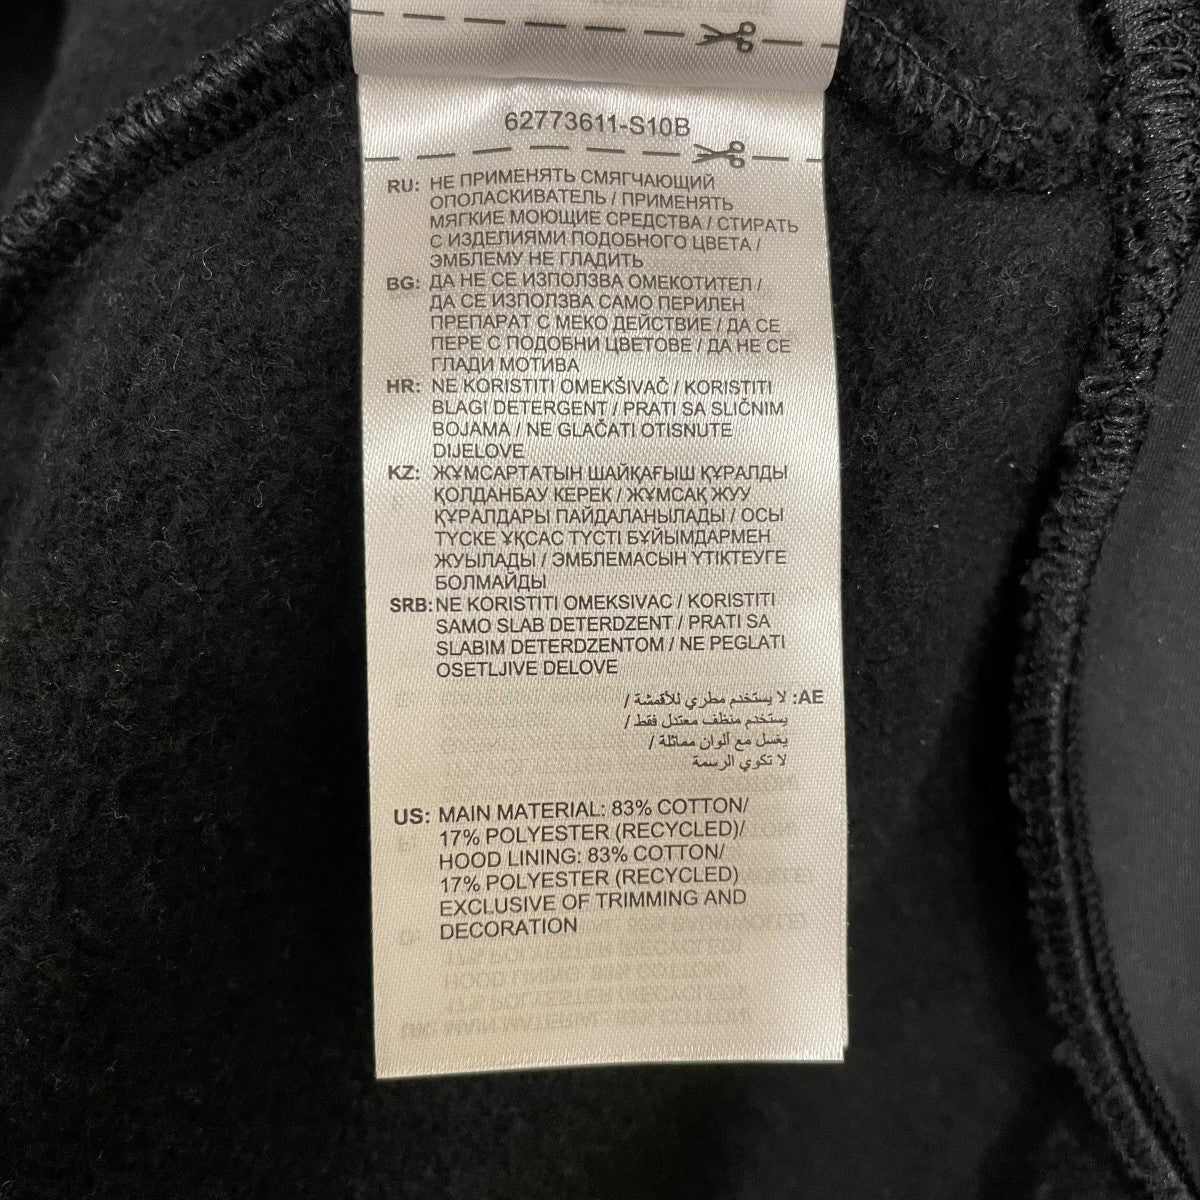 62773611-S10B
RU: НЕ ПРИМЕНЯТЬ СМЯГЧАЮЩИЙ
ОПОЛАСКИВАТЕЛЬ / ПРИМЕНЯТЬ
МЯГКИЕ МОЮЩИЕ СРЕДСТВА / СТИРАТЬ
С ИЗДЕЛИЯМИ ПОДОБНОГО ЦВЕТА /
ЭМБЛЕМУ НЕ ГЛАДИТЬ
BG: ДА НЕ СЕ ИЗПОЛЗВА ОМЕКОТИТЕЛ /
ДА СЕ ИЗПОЛЗВА САМО ПЕРИЛЕН
ПРЕПАРАТ С МЕКО ДЕЙСТВИЕ / ДА СЕ
ПЕРЕ С ПОДОБНИ ЦВЕТОВЕ / ДА НЕ СЕ
ГЛАДИ МОТИВА
HR: NE KORISTITI OMEKŠIVAČ / KORISTITI
BLAGI DETERGENT / PRATI SA SLIČNIM
BOJAMA / NE GLAČATI OTISNUTE
DIJELOVE
KZ: ЖҰМСАРТАТЫН ШАЙҚАҒЫШ ҚҰРАЛДЫ
ҚОЛДАНБАУ КЕРЕК / ЖҰМСАҚ ЖУУ
ҚҰРАЛДАРЫ ПАЙДАЛАНЫЛАДЫ / ОСЫ
ТҮСКЕ ҰҚСАС ТҮСТІ БҰЙЫМДАРМЕН
ЖУЫЛАДЫ / ЭМБЛЕМАСЫН ҮТІКТЕУГЕ
БОЛМАЙДЫ
SRB: NE KORISTITI OMEKSIVAC / KORISTITI
SAMO SLAB DETERDZENT / PRATI SA
SLABIM DETERDZENTOM / NE PEGLATI
OSETLJIVE DELOVE
AE: لا يستخدم مطري للأقمشة /
يستخدم منظف معتدل فقط /
يغسل مع ألوان مماثلة /
لا تكوي الرسمة
US: MAIN MATERIAL: 83% COTTON/
17% POLYESTER (RECYCLED)/
HOOD LINING: 83% COTTON/
17% POLYESTER (RECYCLED)
EXCLUSIVE OF TRIMMING AND
DECORATION